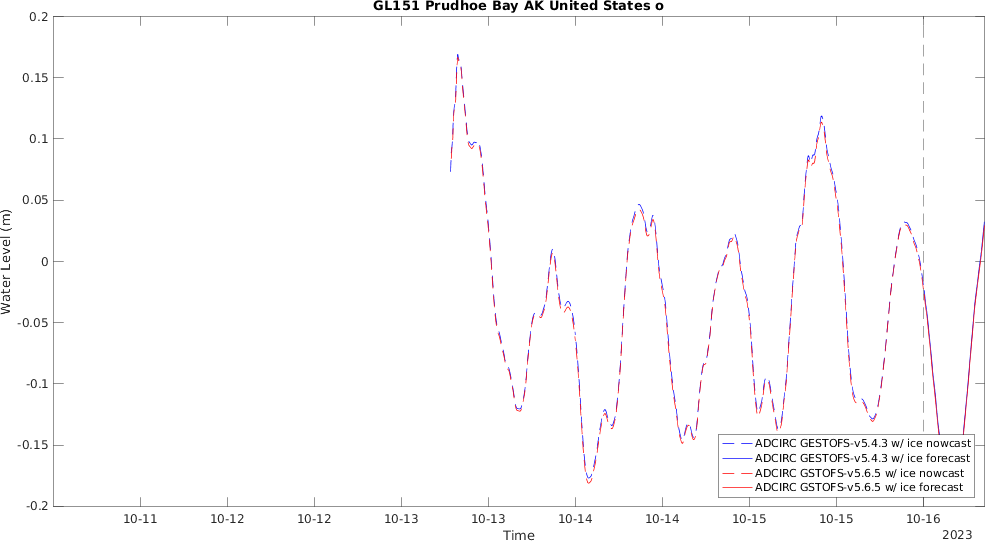 GL151 Prudhoe Bay AK United States o
0.2
0.15
0.1
0.05
0
-0.05
-0.1
-0.15
-0.2
Water Level (m)
ADCIRC GESTOFS-v5.4.3 w/ ice nowcast
ADCIRC GESTOFS-v5.4.3 w/ ice forecast
ADCIRC GSTOFS-v5.6.5 w/ ice nowcast
ADCIRC GSTOFS-v5.6.5 w/ ice forecast
10-11 10-12 10-12 10-13 10-13 10-14 10-14 10-15 10-15 10-16
Time
2023